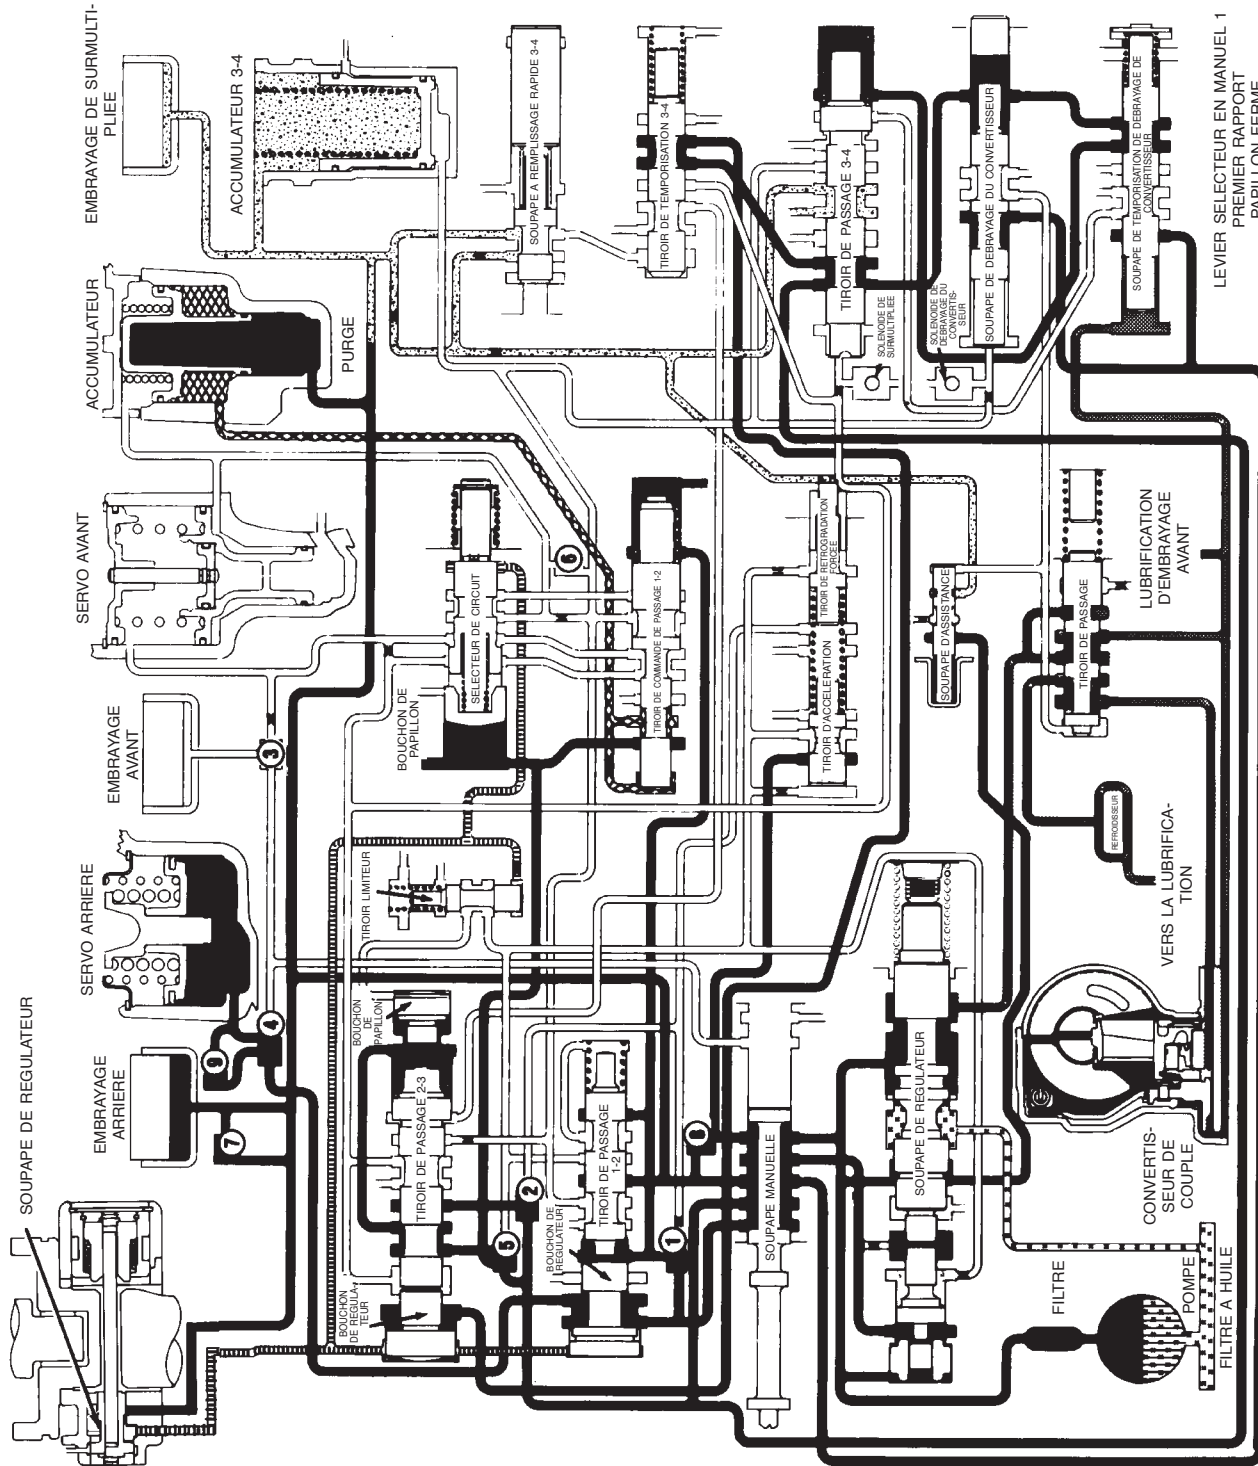 SOUPAPE DE REGULATEUR
EMBRAYAGE
ARRIERE
SERVO ARRIERE
EMBRAYAGE
AVANT
SERVO AVANT
ACCUMULATEUR
PURGE
EMBRAYAGE DE SURMULTI-
PLIEE
ACCUMULATEUR 3-4
7
9
4
3
BOUCHON
DE REGULA-
TEUR
TIROIR DE PASSAGE 2-3
BOUCHON
DE
PAPILLON
TIROIR LIMITEUR
BOUCHON DE
PAPILLON
SELECTEUR DE CIRCUIT
6
SOUPAPE A REMPLISSAGE RAPIDE 3-4
5
2
BOUCHON DE
REGULATEUR
TIROIR DE PASSAGE
1-2
TIROIR DE COMMANDE DE PASSAGE 1-2
TIROIR DE TEMPORISATION 3-4
1
8
SOUPAPE MANUELLE
TIROIR D'ACCELERATION
TIROIR DE RETROGRADATION
FORCEE
TIROIR DE PASSAGE 3-4
SOLENOIDE DE
SURMULTIPLIEE
SOUPAPE DE REGULATEUR
SOUPAPE D'ASSISTANCE
SOLENOIDE DE
DEBRAYAGE DU
CONVERTIS-
SEUR
SOUPAPE DE DEBRAYAGE DU CONVERTISSEUR
FILTRE
POMPE
FILTRE A HUILE
CONVERTIS-
SEUR DE
COUPLE
REFROIDISSEUR
VERS LA LUBRIFICA-
TION
TIROIR DE PASSAGE
LUBRIFICATION
D'EMBRAYAGE
AVANT
SOUPAPE DE TEMPORISATION DE DEBRAYAGE DE
CONVERTISSEUR
LEVIER SELECTEUR EN MANUEL 1
PREMIER RAPPORT
PAPILLON FERME